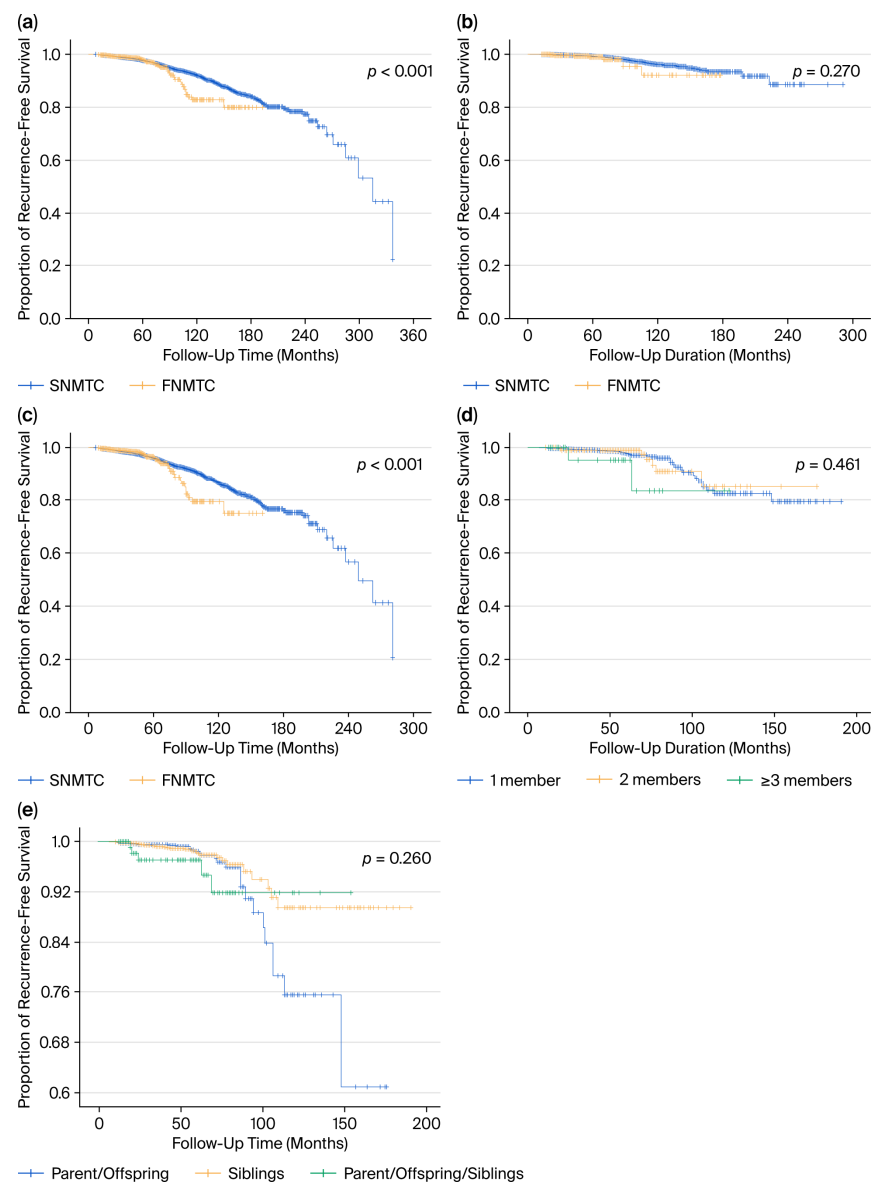 (a)
Proportion of Recurrence-Free Survival
1.0
0.8
0.6
0.4
0.2
0.0
p < 0.001
0 60 120 180 240 300 360
Follow-Up Time (Months)
SNMTC FNMTC
(b)
Proportion of Recurrence-Free Survival
1.0
0.8
0.6
0.4
0.2
0.0
p = 0.270
0 60 120 180 240 300
Follow-Up Duration (Months)
SNMTC FNMTC
(c)
Proportion of Recurrence-Free Survival
1.0
0.8
0.6
0.4
0.2
0.0
p < 0.001
0 60 120 180 240 300
Follow-Up Time (Months)
SNMTC FNMTC
(d)
Proportion of Recurrence-Free Survival
1.0
0.8
0.6
0.4
0.2
0.0
p = 0.461
0 50 100 150 200
Follow-Up Duration (Months)
1 member 2 members ≥3 members
(e)
Proportion of Recurrence-Free Survival
1.0
0.92
0.84
0.76
0.68
0.6
p = 0.260
0 50 100 150 200
Follow-Up Time (Months)
Parent/Offspring Siblings Parent/Offspring/Siblings